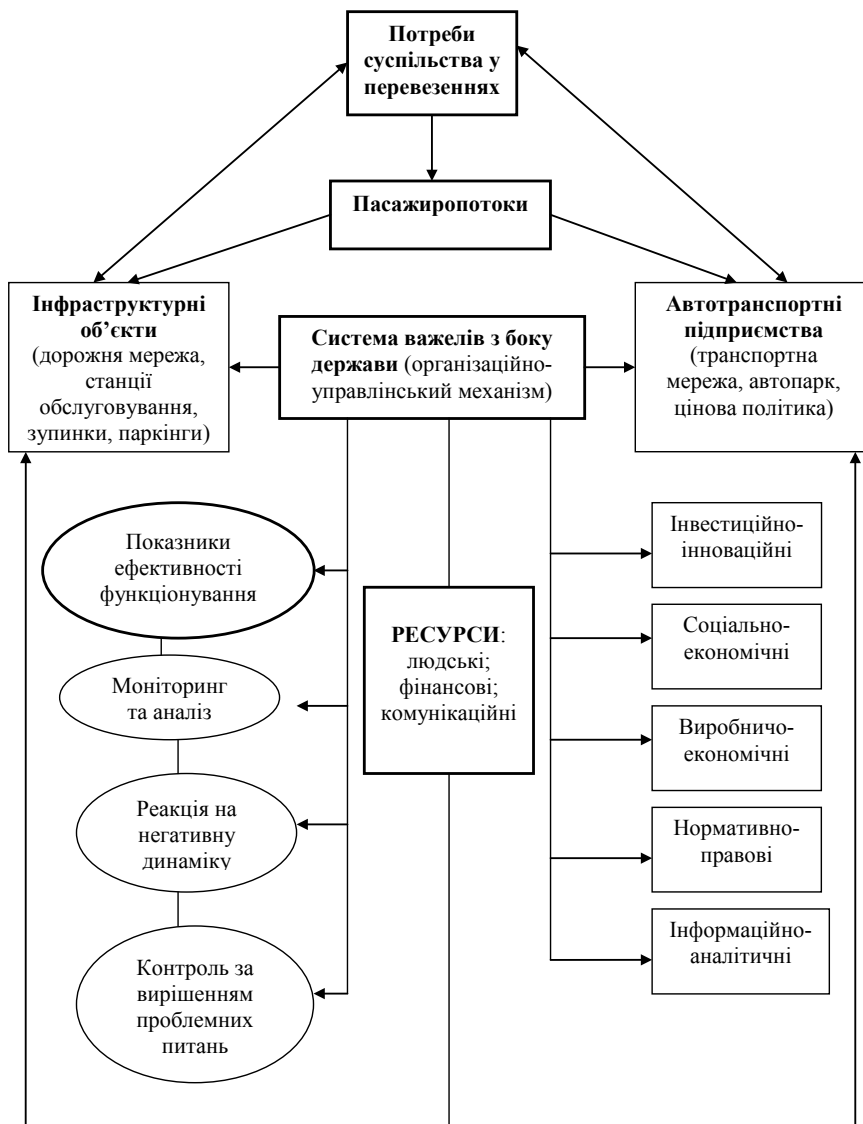 Потреби
суспільства у
перевезеннях
Пасажиропотоки
Інфраструктурні
об’єкти
(дорожня мережа,
станції
обслуговування,
зупинки, паркінги)
Система важелів з боку
держави (організаційно-
управлінський механізм)
Автотранспортні
підприємства
(транспортна
мережа, автопарк,
цінова політика)
Показники
ефективності
функціонування
Моніторинг
та аналіз
Реакція на
негативну
динаміку
Контроль за
вирішенням
проблемних
питань
РЕСУРСИ:
людські;
фінансові;
комунікаційні
Інвестиційно-
інноваційні
Соціально-
економічні
Виробничо-
економічні
Нормативно-
правові
Інформаційно-
аналітичні